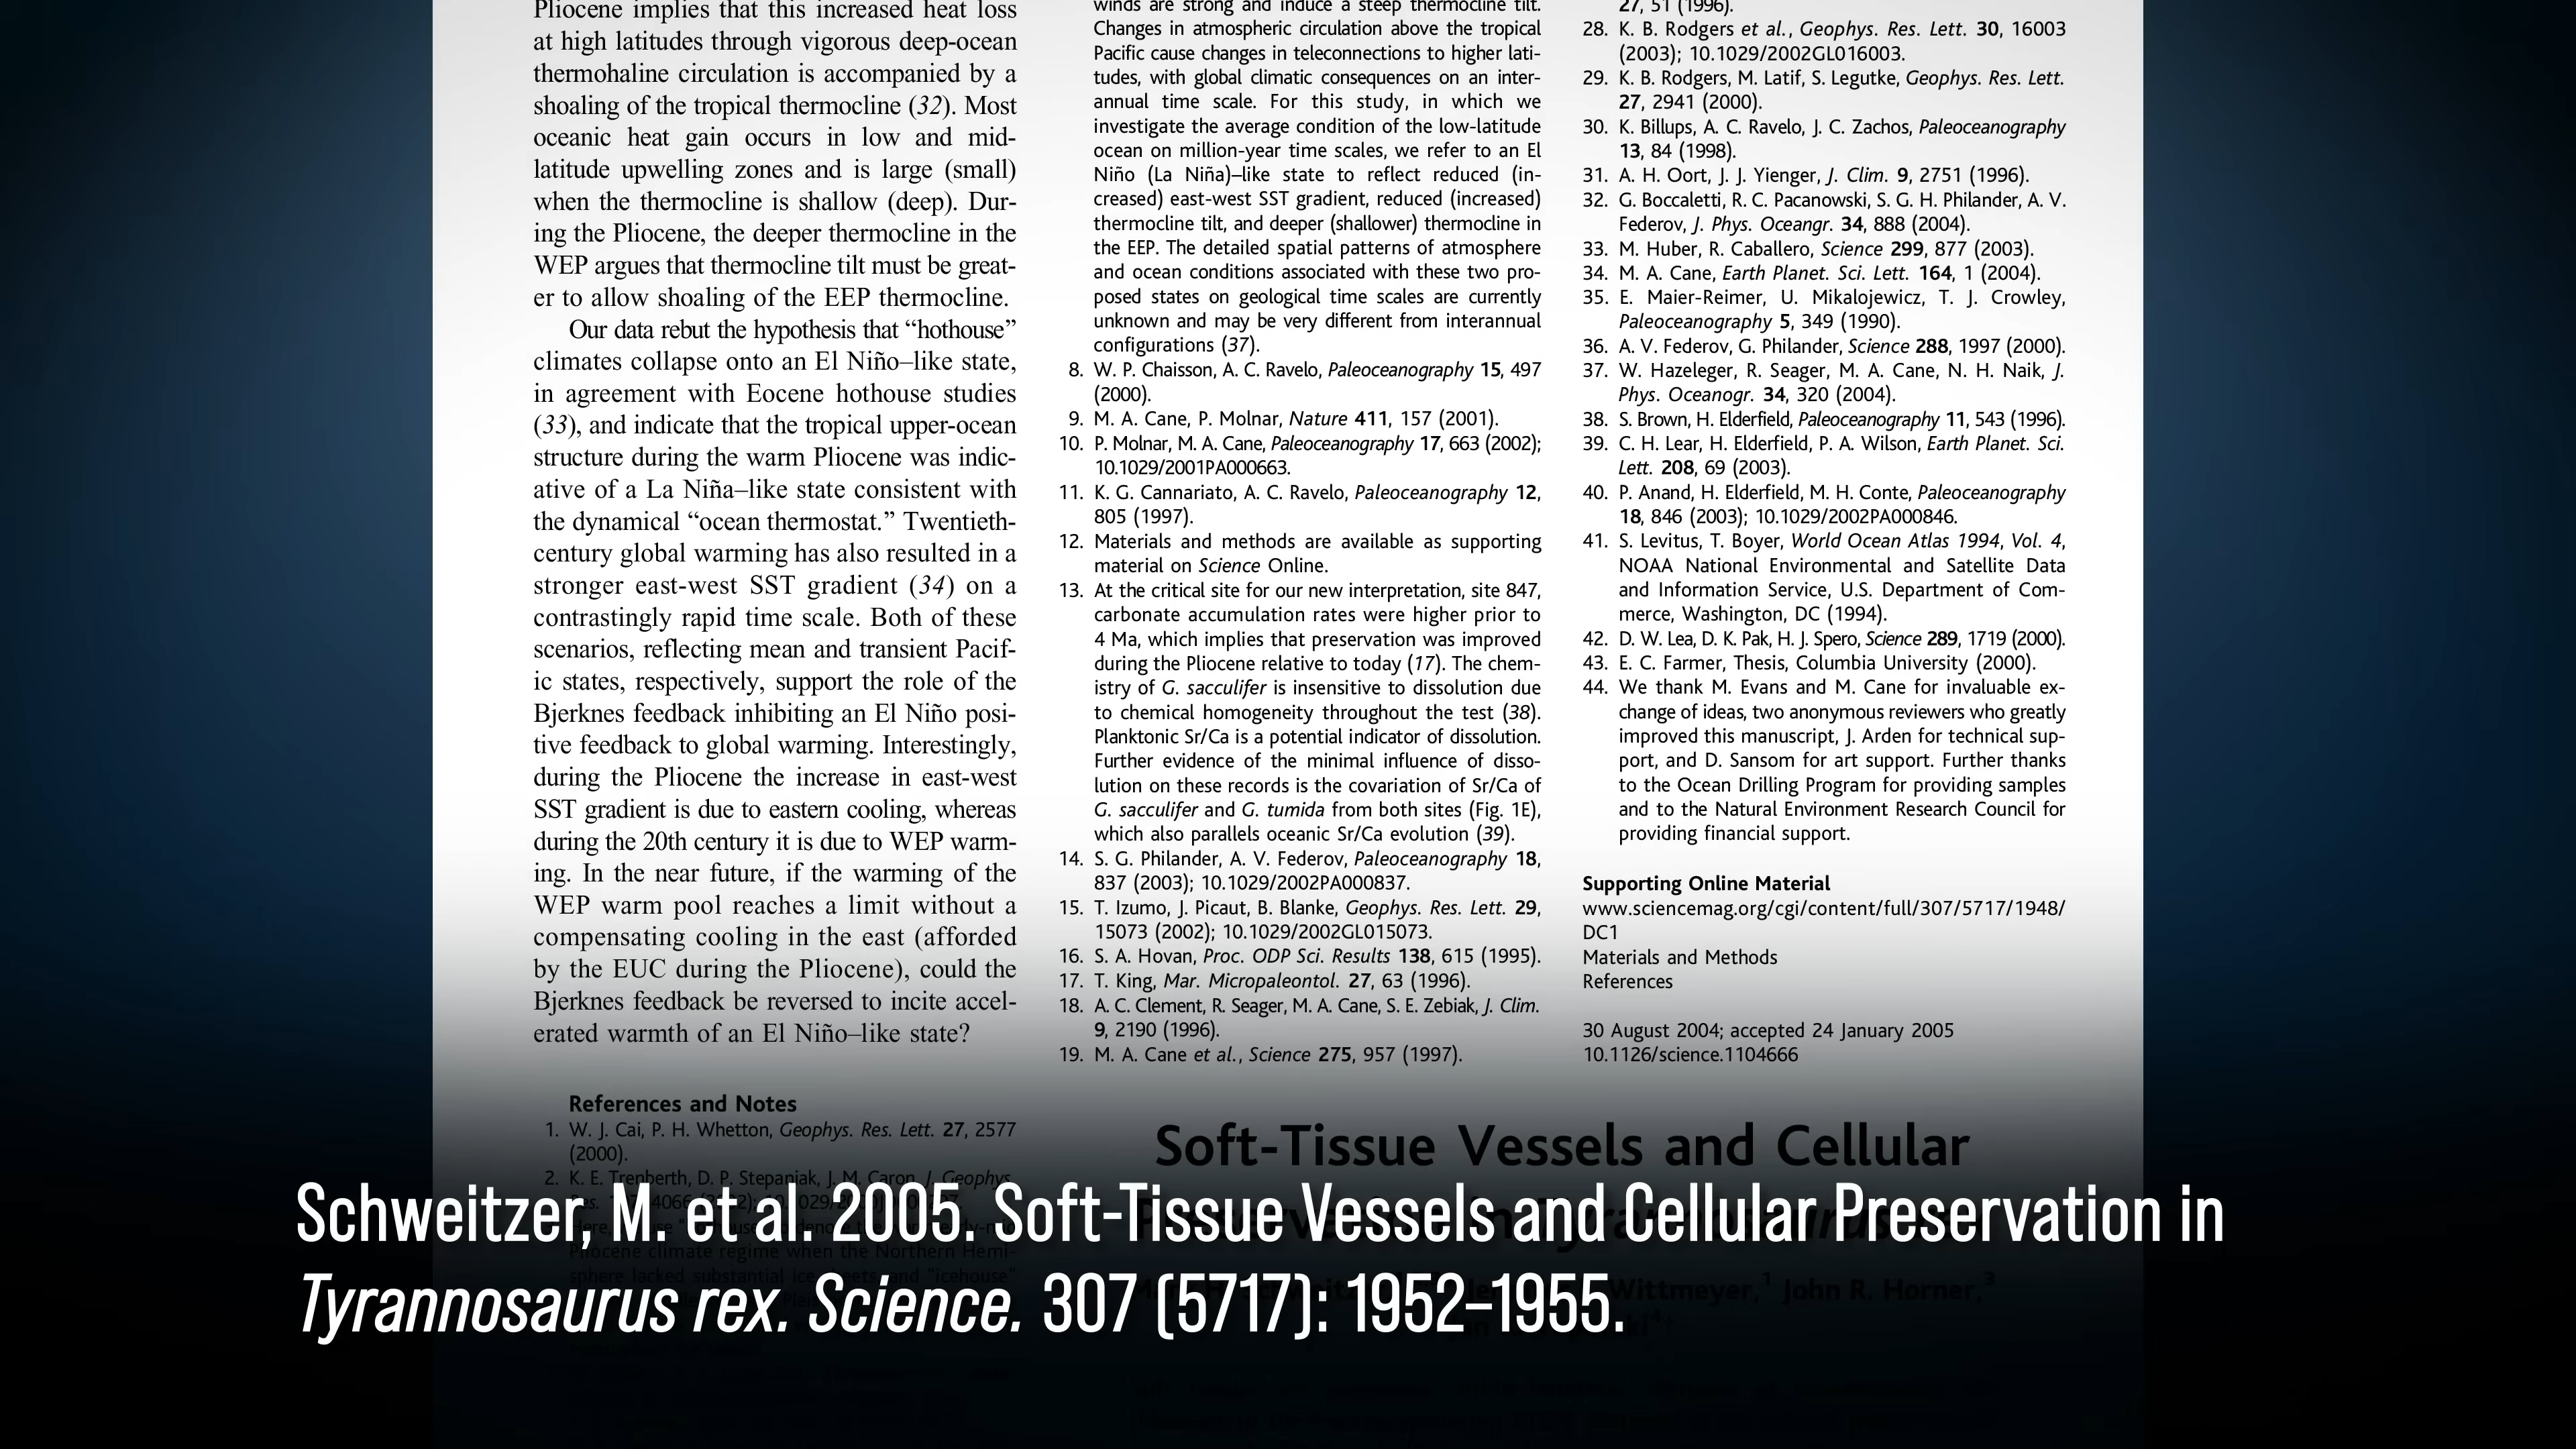 Pliocene implies that this increased heat loss
at high latitudes through vigorous deep-ocean
thermohaline circulation is accompanied by a
shoaling of the tropical thermocline (32). Most
oceanic heat gain occurs in low and mid-
latitude upwelling zones and is large (small)
when the thermocline is shallow (deep). Dur-
ing the Pliocene, the deeper thermocline in the
WEP argues that thermocline tilt must be great-
er to allow shoaling of the EEP thermocline.
Our data rebut the hypothesis that “hothouse”
climates collapse onto an El Niño–like state,
in agreement with Eocene hothouse studies
(33), and indicate that the tropical upper-ocean
structure during the warm Pliocene was indic-
ative of a La Niña–like state consistent with
the dynamical “ocean thermostat.” Twentieth-
century global warming has also resulted in a
stronger east-west SST gradient (34) on a
contrastingly rapid time scale. Both of these
scenarios, reflecting mean and transient Pacif-
ic states, respectively, support the role of the
Bjerknes feedback inhibiting an El Niño posi-
tive feedback to global warming. Interestingly,
during the Pliocene the increase in east-west
SST gradient is due to eastern cooling, whereas
during the 20th century it is due to WEP warm-
ing. In the near future, if the warming of the
WEP warm pool reaches a limit without a
compensating cooling in the east (afforded
by the EUC during the Pliocene), could the
Bjerknes feedback be reversed to incite accel-
erated warmth of an El Niño–like state?
References and Notes
1. W. J. Cai, P. H. Whetton, Geophys. Res. Lett. 27, 2577
(2000).
2. K. E. Trenberth, D. P. Stepaniak, J. M. Caron, J. Geophys.
Pliocene climate regime when the Northern Hemi-
sphere lacked substantial ice sheets and "icehouse"
winds are strong and induce a steep thermocline tilt.
Changes in atmospheric circulation above the tropical
Pacific cause changes in teleconnections to higher lati-
tudes, with global climatic consequences on an inter-
annual time scale. For this study, in which we
investigate the average condition of the low-latitude
ocean on million-year time scales, we refer to an El
Niño (La Niña)–like state to reflect reduced (in-
creased) east-west SST gradient, reduced (increased)
thermocline tilt, and deeper (shallower) thermocline in
the EEP. The detailed spatial patterns of atmosphere
and ocean conditions associated with these two pro-
posed states on geological time scales are currently
unknown and may be very different from interannual
configurations (37).
8. W. P. Chaisson, A. C. Ravelo, Paleoceanography 15, 497
(2000).
9. M. A. Cane, P. Molnar, Nature 411, 157 (2001).
10. P. Molnar, M. A. Cane, Paleoceanography 17, 663 (2002);
10.1029/2001PA000663.
11. K. G. Cannariato, A. C. Ravelo, Paleoceanography 12,
805 (1997).
12. Materials and methods are available as supporting
material on Science Online.
13. At the critical site for our new interpretation, site 847,
carbonate accumulation rates were higher prior to
4 Ma, which implies that preservation was improved
during the Pliocene relative to today (17). The chem-
istry of G. sacculifer is insensitive to dissolution due
to chemical homogeneity throughout the test (38).
Planktonic Sr/Ca is a potential indicator of dissolution.
Further evidence of the minimal influence of disso-
lution on these records is the covariation of Sr/Ca of
G. sacculifer and G. tumida from both sites (Fig. 1E),
which also parallels oceanic Sr/Ca evolution (39).
14. S. G. Philander, A. V. Federov, Paleoceanography 18,
837 (2003); 10.1029/2002PA000837.
15. T. Izumo, J. Picaut, B. Blanke, Geophys. Res. Lett. 29,
15073 (2002); 10.1029/2002GL015073.
16. S. A. Hovan, Proc. ODP Sci. Results 138, 615 (1995).
17. T. King, Mar. Micropaleontol. 27, 63 (1996).
18. A. C. Clement, R. Seager, M. A. Cane, S. E. Zebiak, J. Clim.
9, 2190 (1996).
19. M. A. Cane et al., Science 275, 957 (1997).
27, 51 (1996).
28. K. B. Rodgers et al., Geophys. Res. Lett. 30, 16003
(2003); 10.1029/2002GL016003.
29. K. B. Rodgers, M. Latif, S. Legutke, Geophys. Res. Lett.
27, 2941 (2000).
30. K. Billups, A. C. Ravelo, J. C. Zachos, Paleoceanography
13, 84 (1998).
31. A. H. Oort, J. J. Yienger, J. Clim. 9, 2751 (1996).
32. G. Boccaletti, R. C. Pacanowski, S. G. H. Philander, A. V.
Federov, J. Phys. Oceangr. 34, 888 (2004).
33. M. Huber, R. Caballero, Science 299, 877 (2003).
34. M. A. Cane, Earth Planet. Sci. Lett. 164, 1 (2004).
35. E. Maier-Reimer, U. Mikalojewicz, T. J. Crowley,
Paleoceanography 5, 349 (1990).
36. A. V. Federov, G. Philander, Science 288, 1997 (2000).
37. W. Hazeleger, R. Seager, M. A. Cane, N. H. Naik, J.
Phys. Oceanogr. 34, 320 (2004).
38. S. Brown, H. Elderfield, Paleoceanography 11, 543 (1996).
39. C. H. Lear, H. Elderfield, P. A. Wilson, Earth Planet. Sci.
Lett. 208, 69 (2003).
40. P. Anand, H. Elderfield, M. H. Conte, Paleoceanography
18, 846 (2003); 10.1029/2002PA000846.
41. S. Levitus, T. Boyer, World Ocean Atlas 1994, Vol. 4,
NOAA National Environmental and Satellite Data
and Information Service, U.S. Department of Com-
merce, Washington, DC (1994).
42. D. W. Lea, D. K. Pak, H. J. Spero, Science 289, 1719 (2000).
43. E. C. Farmer, Thesis, Columbia University (2000).
44. We thank M. Evans and M. Cane for invaluable ex-
change of ideas, two anonymous reviewers who greatly
improved this manuscript, J. Arden for technical sup-
port, and D. Sansom for art support. Further thanks
to the Ocean Drilling Program for providing samples
and to the Natural Environment Research Council for
providing financial support.
Supporting Online Material
www.sciencemag.org/cgi/content/full/307/5717/1948/
DC1
Materials and Methods
References
30 August 2004; accepted 24 January 2005
10.1126/science.1104666
Soft-Tissue Vessels and Cellular
Wittmeyer,1 John R. Horner,3
Schweitzer, M. et al. 2005. Soft-Tissue Vessels and Cellular Preservation in
Tyrannosaurus rex. Science. 307 (5717): 1952–1955.